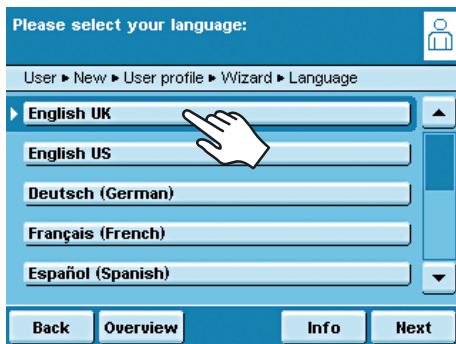 Please select your language:
User ▸ New ▸ User profile ▸ Wizard ▸ Language
English UK
English US
Deutsch (German)
Français (French)
Español (Spanish)
Back Overview Info Next